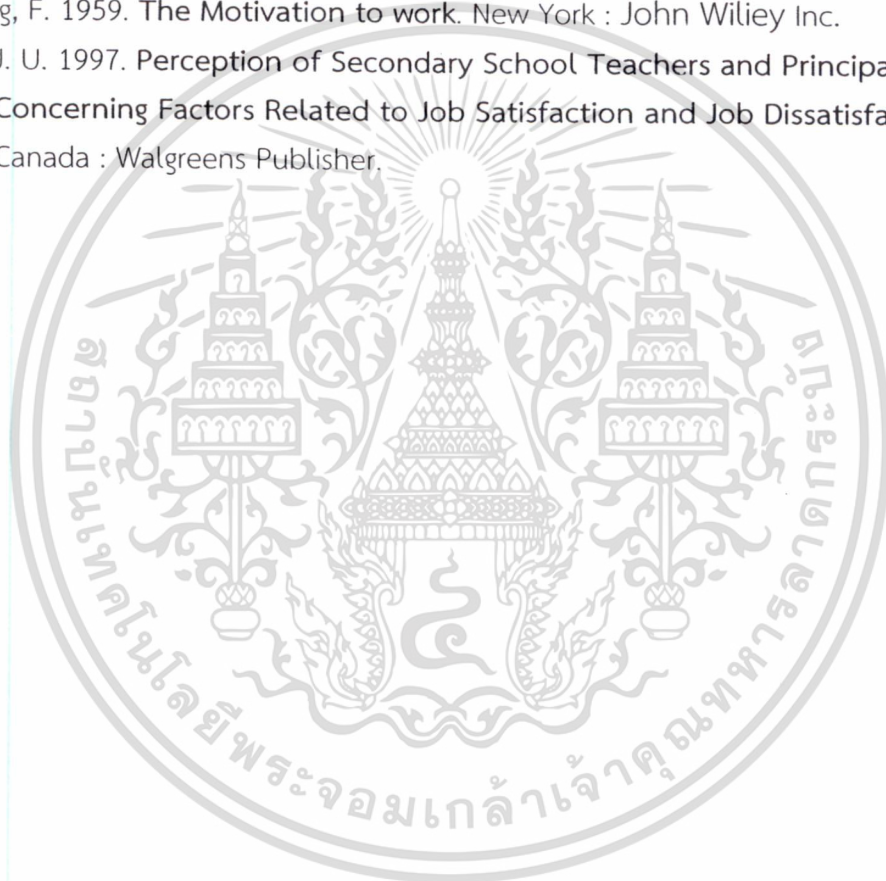 g, F. 1959. The Motivation to work. New York : John Wiliey Inc.
J. U. 1997. Perception of Secondary School Teachers and Principa
Concerning Factors Related to Job Satisfaction and Job Dissatisfa
Canada : Walgreens Publisher.
สถาบันเทคโนโลยีพระจอมเกล้าเจ้าคุณทหารลาดกระบัง
๔